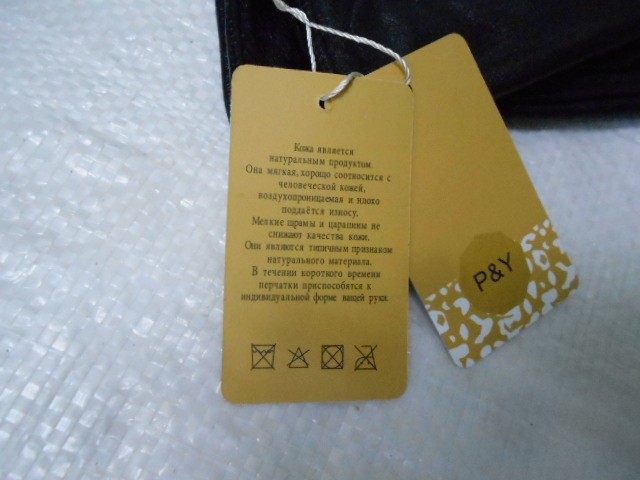 Кожа является
натуральным продуктом.
Она мягкая, хорошо соотносится с
человеческой кожей,
воздухопроницаемая и плохо
поддаётся износу.
Мелкие шрамы и царапины не
снижают качества кожи.
Они являются типичным признаком
натурального материала.
В течении короткого времени
перчатки приспособятся к
индивидуальной форме нашей руки.
P&Y